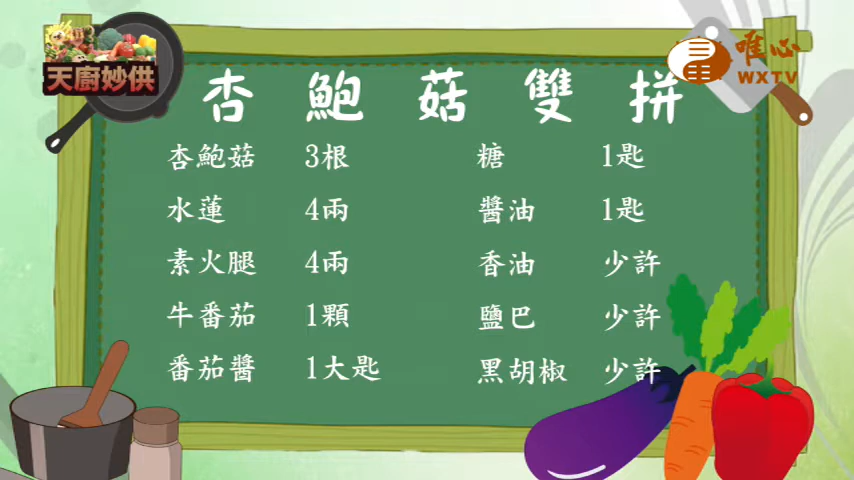 天廚妙供
唯心
WXTV
杏鮑菇雙拼
杏鮑菇 3根 糖 1匙
水蓮 4兩 醬油 1匙
素火腿 4兩 香油 少許
牛番茄 1顆 鹽巴 少許
番茄醬 1大匙 黑胡椒 少許